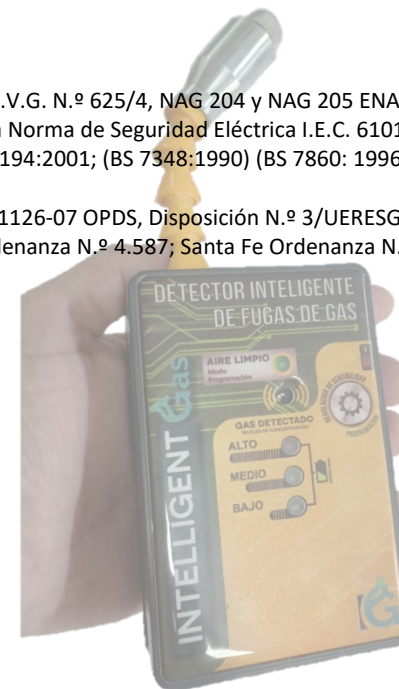 .V.G. N.º 625/4, NAG 204 y NAG 205 ENA
Norma de Seguridad Eléctrica I.E.C. 6101
194:2001; (BS 7348:1990) (BS 7860: 1996
1126-07 OPDS, Disposición N.º 3/UERESG
denanza N.º 4.587; Santa Fe Ordenanza N.
DETECTOR INTELIGENTE
DE FUGAS DE GAS
AIRE LIMPIO
Modo
Programación
GAS DETECTADO
ALTO
MEDIO
BAJO
INTELLIGENT Gas